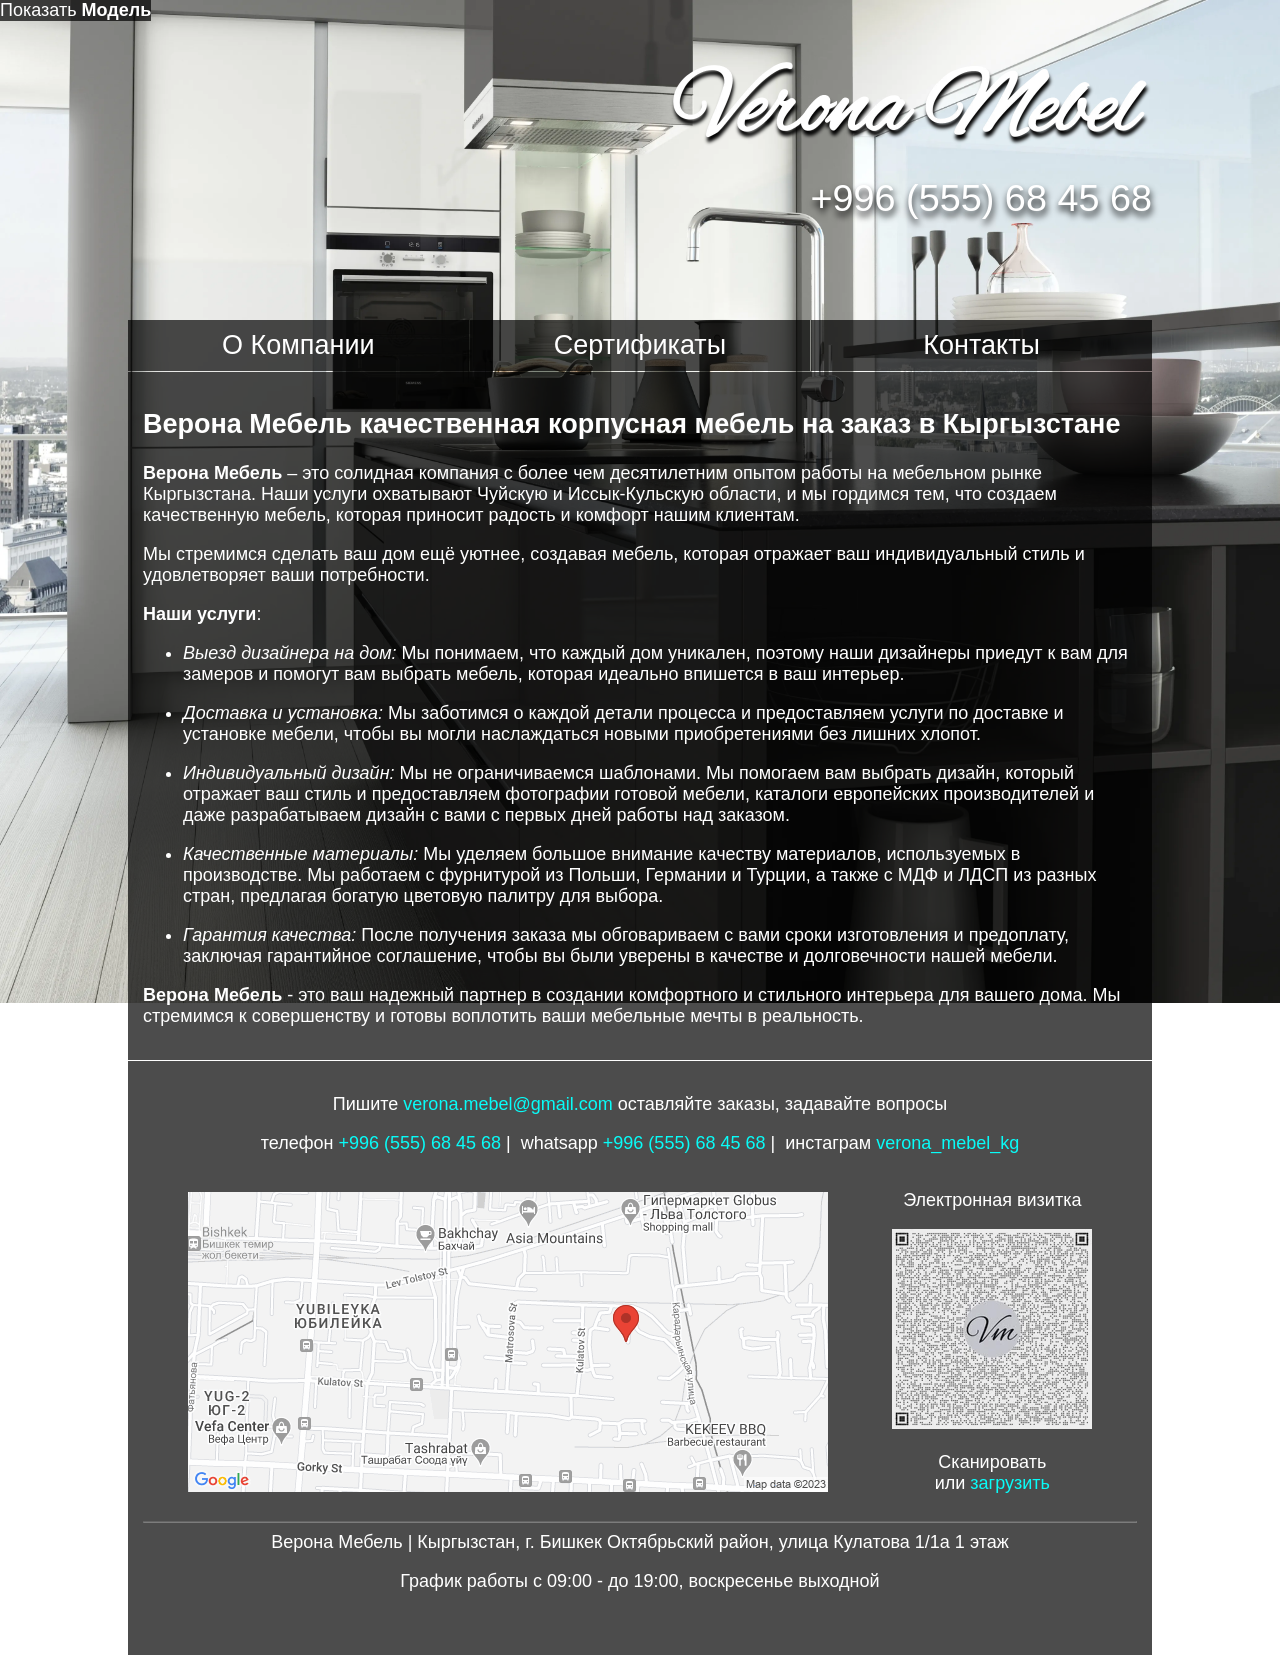 Показать Модель
Verona Mebel
+996 (555) 68 45 68
О Компании
Сертификаты
Контакты
Верона Мебель качественная корпусная мебель на заказ в Кыргызстане
Верона Мебель – это солидная компания с более чем десятилетним опытом работы на мебельном рынке
Кыргызстана. Наши услуги охватывают Чуйскую и Иссык-Кульскую области, и мы гордимся тем, что создаем
качественную мебель, которая приносит радость и комфорт нашим клиентам.
Мы стремимся сделать ваш дом ещё уютнее, создавая мебель, которая отражает ваш индивидуальный стиль и
удовлетворяет ваши потребности.
Наши услуги:
• Выезд дизайнера на дом: Мы понимаем, что каждый дом уникален, поэтому наши дизайнеры приедут к вам для
замеров и помогут вам выбрать мебель, которая идеально впишется в ваш интерьер.
• Доставка и установка: Мы заботимся о каждой детали процесса и предоставляем услуги по доставке и
установке мебели, чтобы вы могли наслаждаться новыми приобретениями без лишних хлопот.
• Индивидуальный дизайн: Мы не ограничиваемся шаблонами. Мы помогаем вам выбрать дизайн, который
отражает ваш стиль и предоставляем фотографии готовой мебели, каталоги европейских производителей и
даже разрабатываем дизайн с вами с первых дней работы над заказом.
• Качественные материалы: Мы уделяем большое внимание качеству материалов, используемых в
производстве. Мы работаем с фурнитурой из Польши, Германии и Турции, а также с МДФ и ЛДСП из разных
стран, предлагая богатую цветовую палитру для выбора.
• Гарантия качества: После получения заказа мы обговариваем с вами сроки изготовления и предоплату,
заключая гарантийное соглашение, чтобы вы были уверены в качестве и долговечности нашей мебели.
Верона Мебель - это ваш надежный партнер в создании комфортного и стильного интерьера для вашего дома. Мы
стремимся к совершенству и готовы воплотить ваши мебельные мечты в реальность.
Пишите verona.mebel@gmail.com оставляйте заказы, задавайте вопросы
телефон +996 (555) 68 45 68 | whatsapp +996 (555) 68 45 68 | инстаграм verona_mebel_kg
Гипермаркет Globus
- Льва Толстого
Shopping mall
Bishkek
Бишкек темир
жол бекети
Bakhchay
Бахчай
Asia Mountains
Lev Tolstoy St
YUBILEYKA
ЮБИЛЕЙКА
Matrosova St
Kulatov St
Карадарьинская улица
Фатьянова
Kulatov St
YUG-2
ЮГ-2
Vefa Center
Вефа Центр
KEKEEV BBQ
Barbecue restaurant
Tashrabat
Ташрабат Соода үйү
Gorky St
Google
Map data ©2023
Электронная визитка
Vm
Сканировать
или загрузить
Верона Мебель | Кыргызстан, г. Бишкек Октябрьский район, улица Кулатова 1/1а 1 этаж
График работы с 09:00 - до 19:00, воскресенье выходной